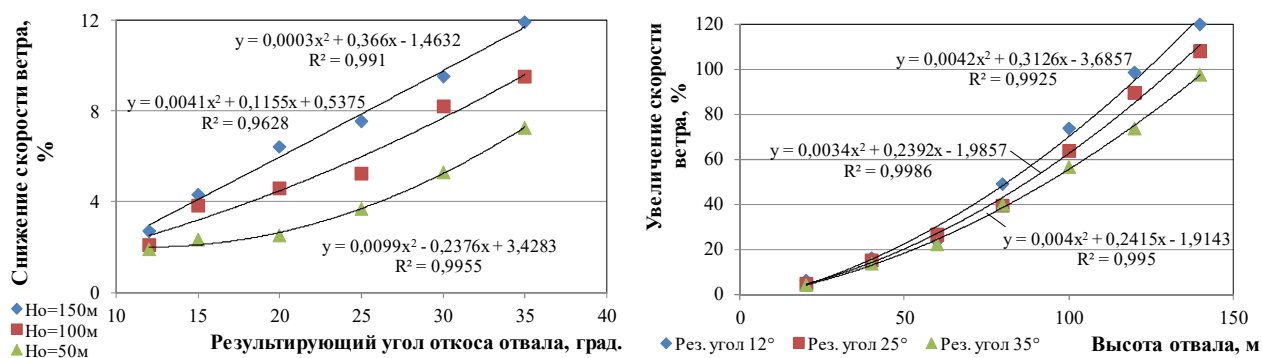 Снижение скорости ветра,
%
12
8
4
0
y = 0,0003x² + 0,366x - 1,4632
R² = 0,991
y = 0,0041x² + 0,1155x + 0,5375
R² = 0,9628
y = 0,0099x² - 0,2376x + 3,4283
R² = 0,9955
10 15 20 25 30 35 40
Результирующий угол откоса отвала, град.
Но=150м
Но=100м
Но=50м
Увеличение скорости
ветра, %
120
100
80
60
40
20
0
y = 0,0042x² + 0,3126x - 3,6857
R² = 0,9925
y = 0,0034x² + 0,2392x - 1,9857
R² = 0,9986
y = 0,004x² + 0,2415x - 1,9143
R² = 0,995
0 50 100 150
Рез. угол 12° Рез. угол 25° Рез. угол 35°
Высота отвала, м